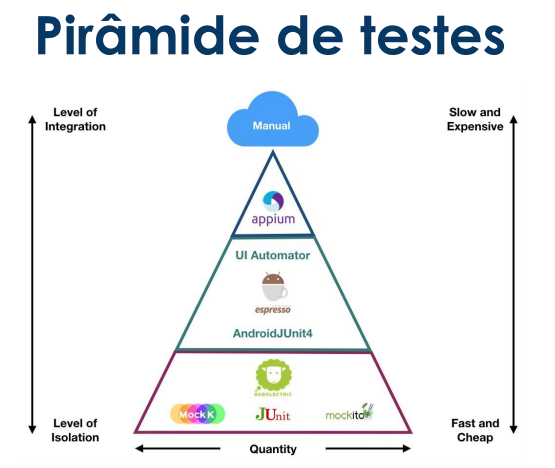 Pirâmide de testes
Level of
Integration
Manual
Slow and
Expensive
appium
UI Automator
espresso
AndroidJUnit4
ROBOLECTRIC
MockK
JUnit
mockito
Level of
Isolation
Fast and
Cheap
Quantity